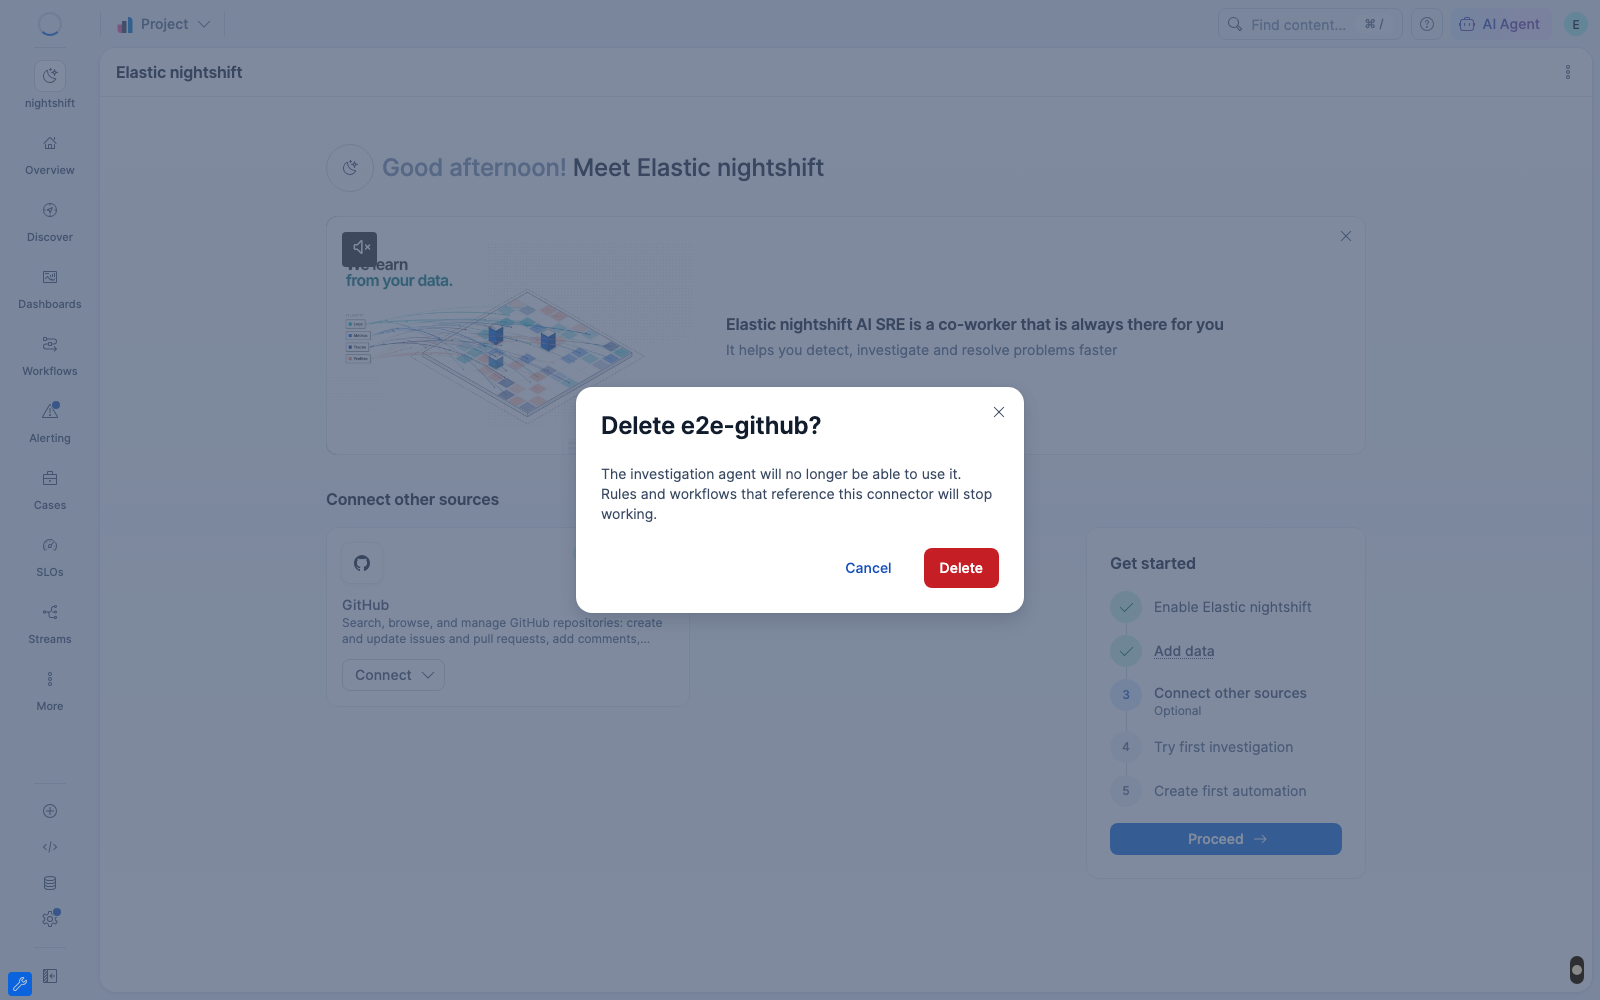 Project
Find content...
⌘ /
AI Agent
E
Elastic nightshift
nightshift
Overview
Discover
Dashboards
Workflows
Alerting
Cases
SLOs
Streams
More
Good afternoon! Meet Elastic nightshift
We learn
from your data.
Elastic nightshift AI SRE is a co-worker that is always there for you
It helps you detect, investigate and resolve problems faster
Delete e2e-github?
The investigation agent will no longer be able to use it.
Rules and workflows that reference this connector will stop
working.
Cancel
Delete
Connect other sources
GitHub
Search, browse, and manage GitHub repositories: create
and update issues and pull requests, add comments,...
Connect
Get started
Enable Elastic nightshift
Add data
3
Connect other sources
Optional
4
Try first investigation
5
Create first automation
Proceed